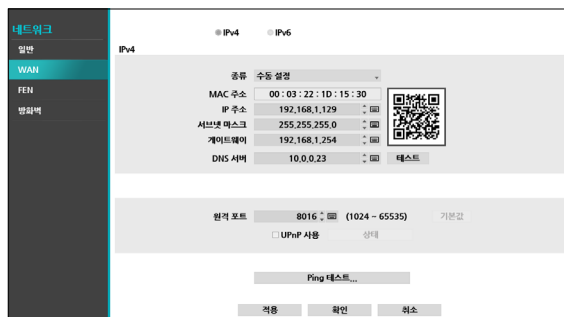 네트워크
일반
WAN
FEN
방화벽
IPv4 IPv6
IPv4
종류 수동 설정
MAC 주소 00 : 03 : 22 : 1D : 15 : 30
IP 주소 192,168,1,129
서브넷 마스크 255,255,255,0
게이트웨이 192,168,1,254
DNS 서버 10,0,0,23 테스트
원격 포트 8016 (1024 ~ 65535) 기본값
UPnP 사용 상태
Ping 테스트,,,
적용 확인 취소